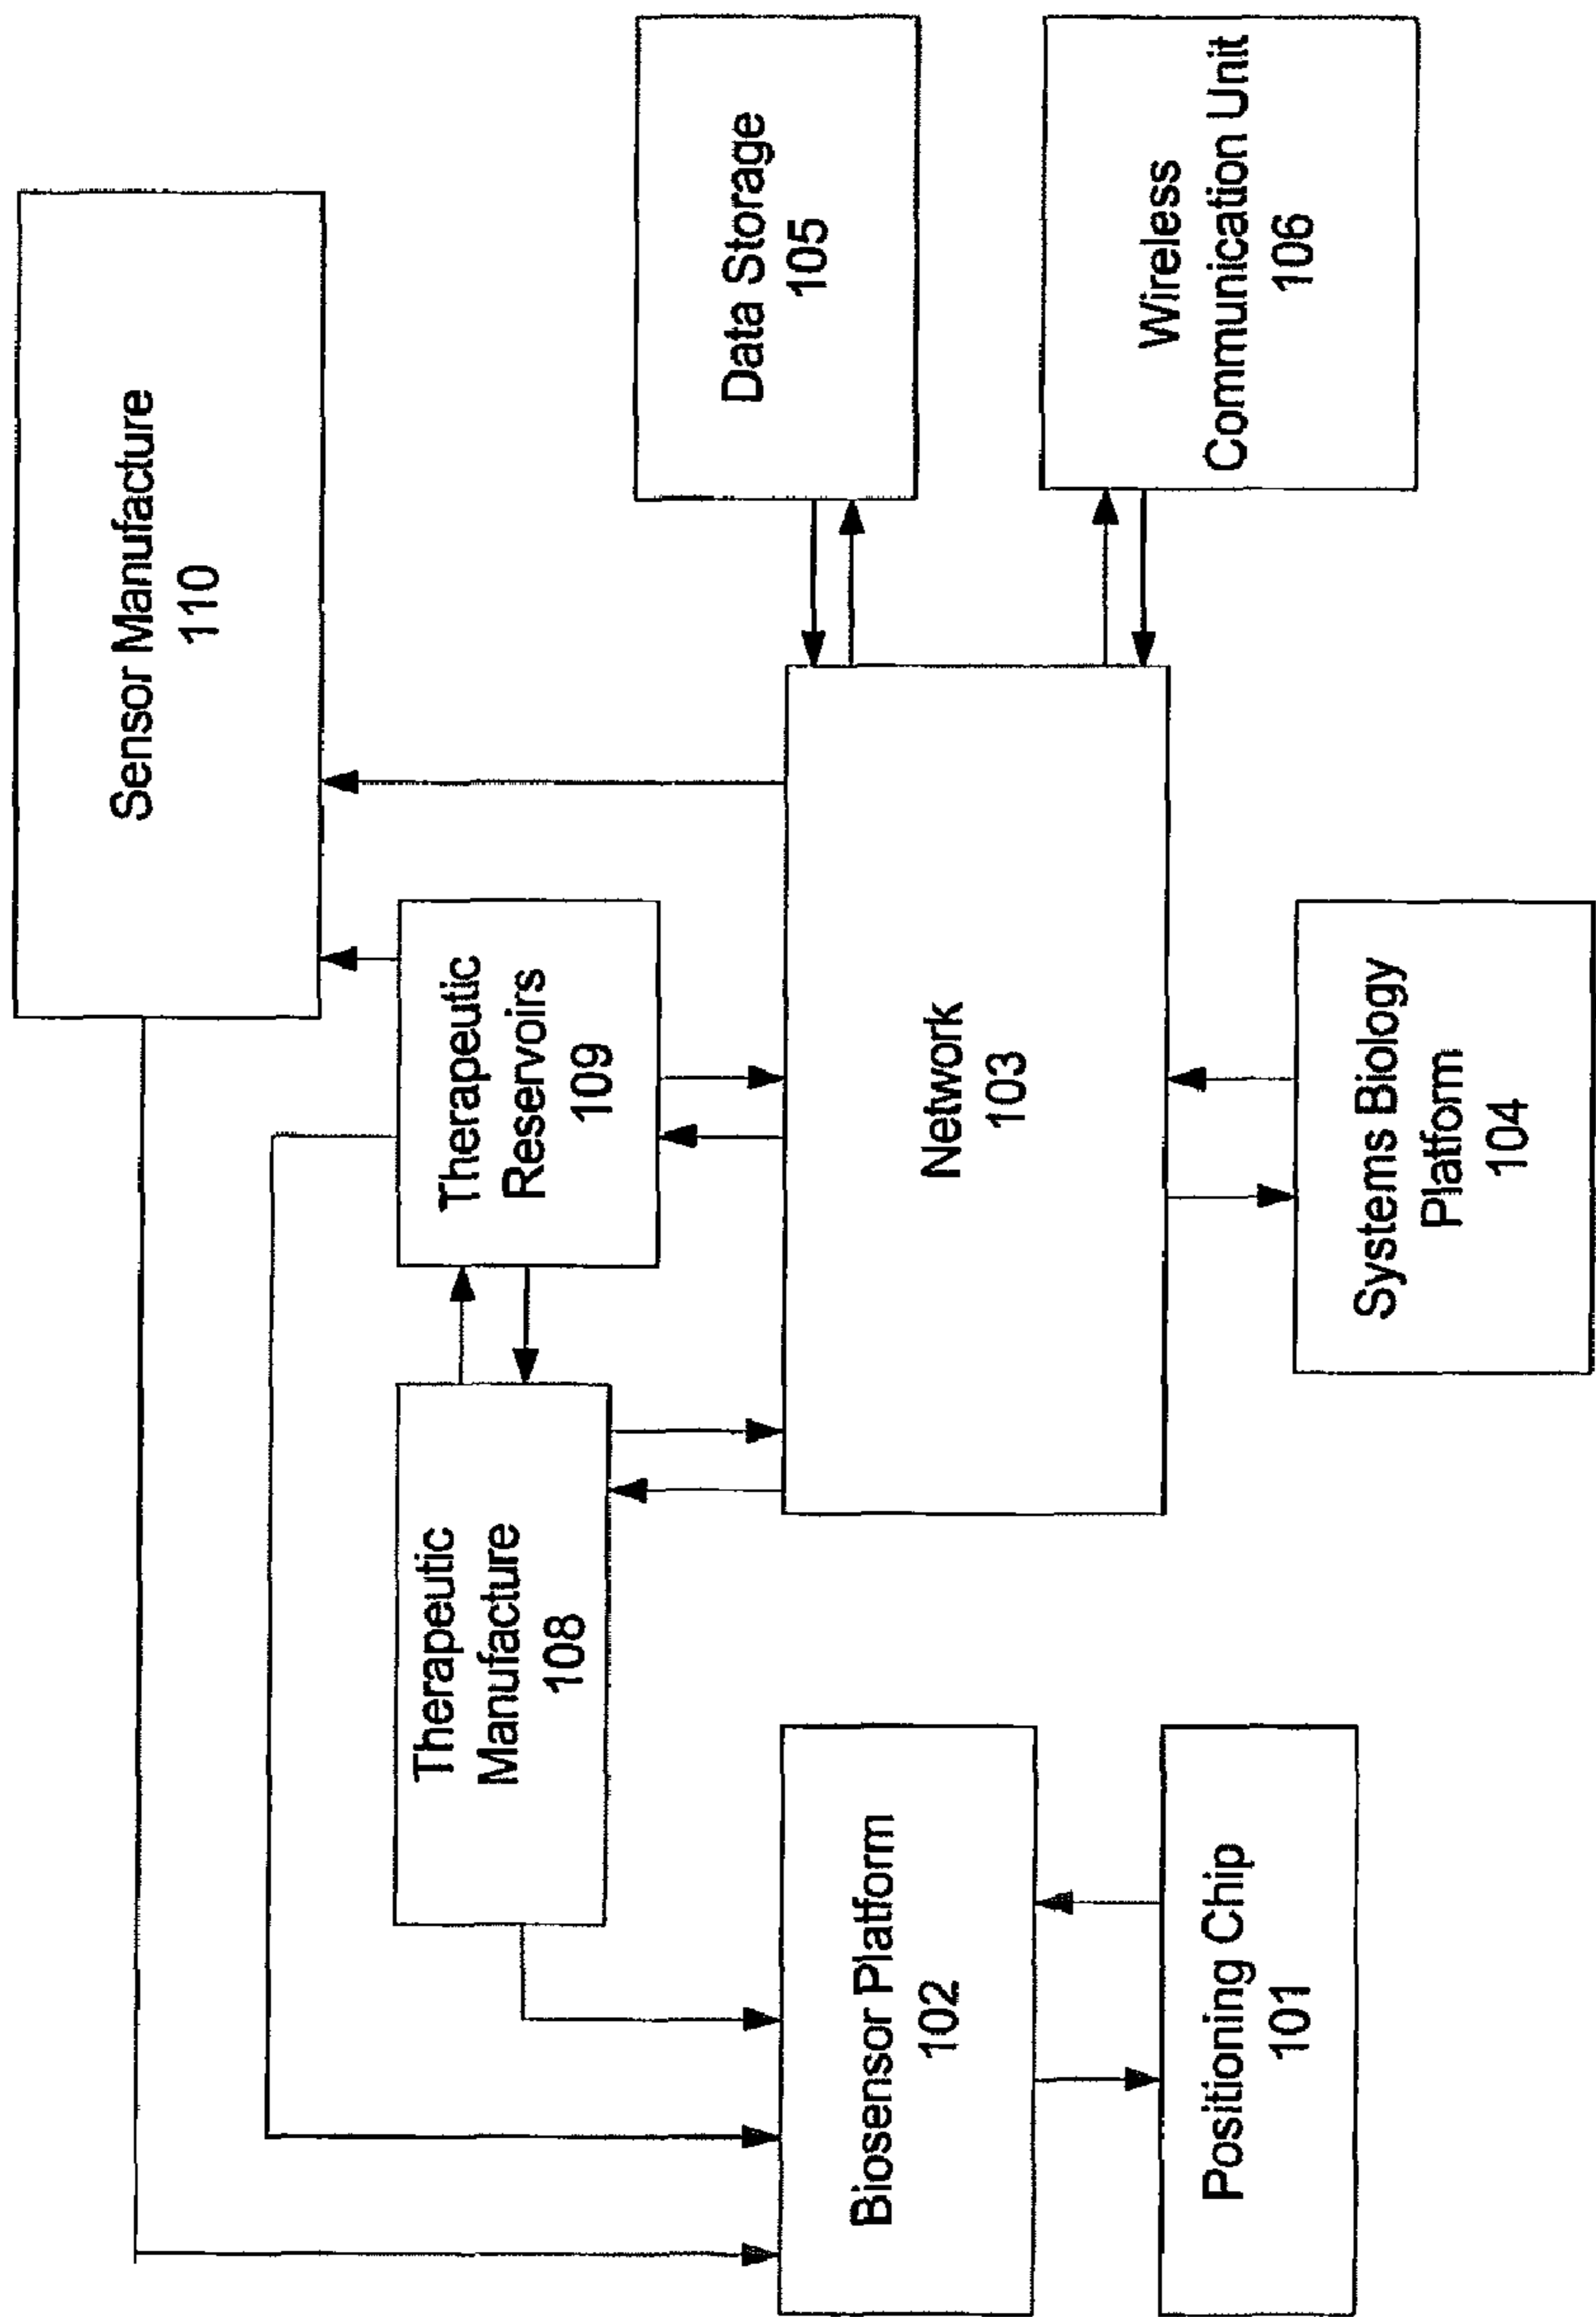 Sensor Manufacture
110
Therapeutic
Manufacture
108
Therapeutic
Reservoirs
109
Data Storage
105
Biosensor Platform
102
Network
103
Wireless
Communication Unit
106
Positioning Chip
101
Systems Biology
Platform
104